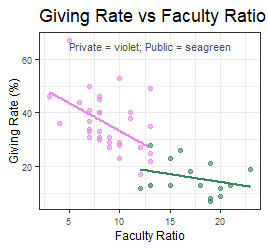 Giving Rate vs Faculty Ratio
Private = violet; Public = seagreen
Giving Rate (%)
60
40
20
5
10
15
20
Faculty Ratio